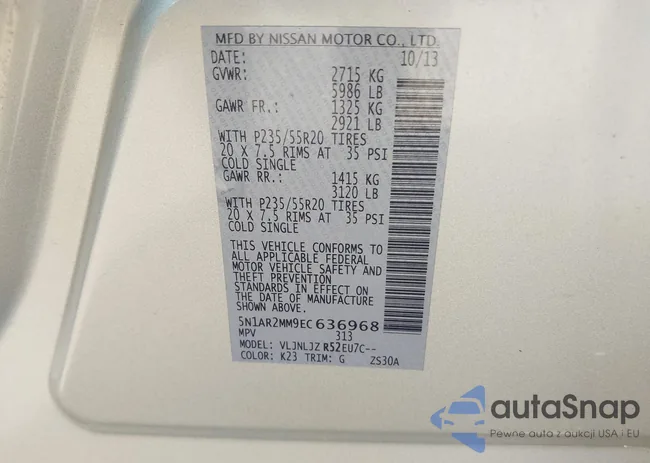 MFD BY NISSAN MOTOR CO., LTD.
DATE: 10/13
GVWR: 2715 KG
5986 LB
GAWR FR.: 1325 KG
2921 LB
WITH P235/55R20 TIRES
20 X 7.5 RIMS AT 35 PSI
COLD SINGLE
GAWR RR.: 1415 KG
3120 LB
WITH P235/55R20 TIRES
20 X 7.5 RIMS AT 35 PSI
COLD SINGLE
THIS VEHICLE CONFORMS TO
ALL APPLICABLE FEDERAL
MOTOR VEHICLE SAFETY AND
THEFT PREVENTION
STANDARDS IN EFFECT ON
THE DATE OF MANUFACTURE
SHOWN ABOVE.
5N1AR2MM9EC636968
MPV 313
MODEL: VLJNLJZ R52EU7C--
COLOR: K23 TRIM: G ZS30A
autaSnap
Pewne auta z aukcji USA i EU